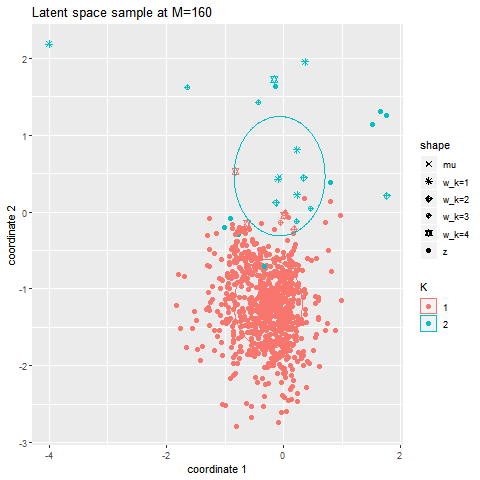 Latent space sample at M=160
2
1
0
-1
-2
-3
coordinate 2
-4
-2
0
2
coordinate 1
shape
mu
w_k=1
w_k=2
w_k=3
w_k=4
z
K
1
2